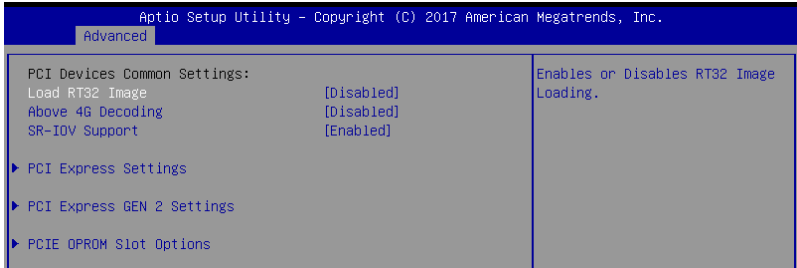 Aptio Setup Utility – Copyright (C) 2017 American Megatrends, Inc.
Advanced
PCI Devices Common Settings:
Load RT32 Image [Disabled]
Above 4G Decoding [Disabled]
SR-IOV Support [Enabled]
PCI Express Settings
PCI Express GEN 2 Settings
PCIE OPROM Slot Options
Enables or Disables RT32 Image
Loading.